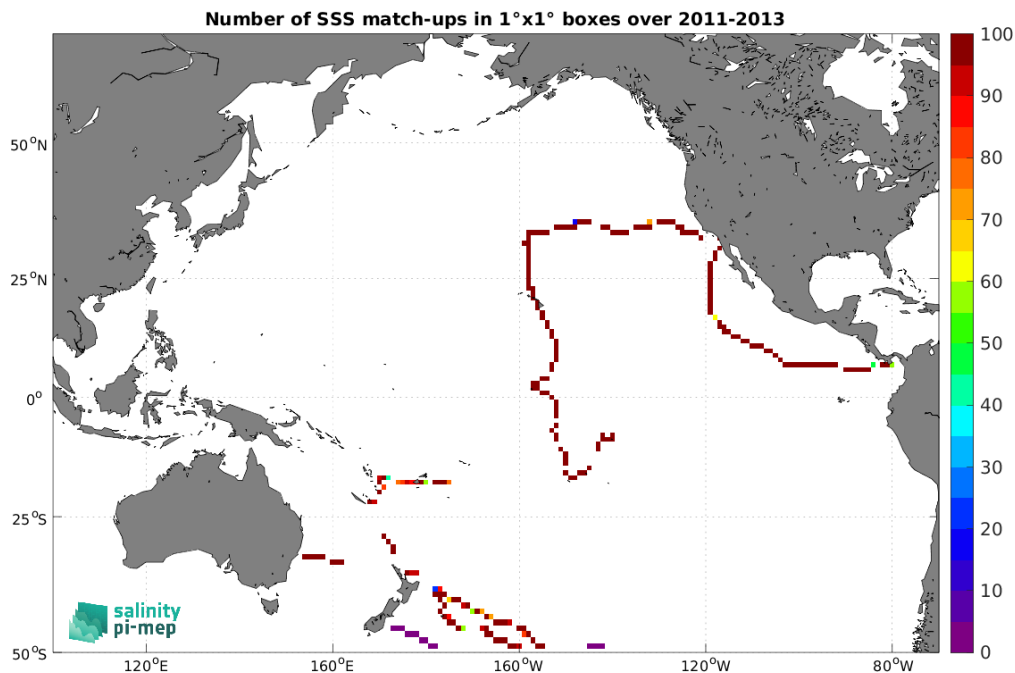 Number of SSS match-ups in 1°x1° boxes over 2011-2013
50°N
25°N
0°
25°S
50°S
120°E
160°E
160°W
120°W
80°W
100
90
80
70
60
50
40
30
20
10
0
salinity
pi-mep